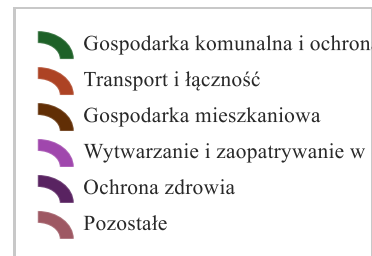 Gospodarka komunalna i ochron
Transport i łączność
Gospodarka mieszkaniowa
Wytwarzanie i zaopatrywanie w
Ochrona zdrowia
Pozostałe